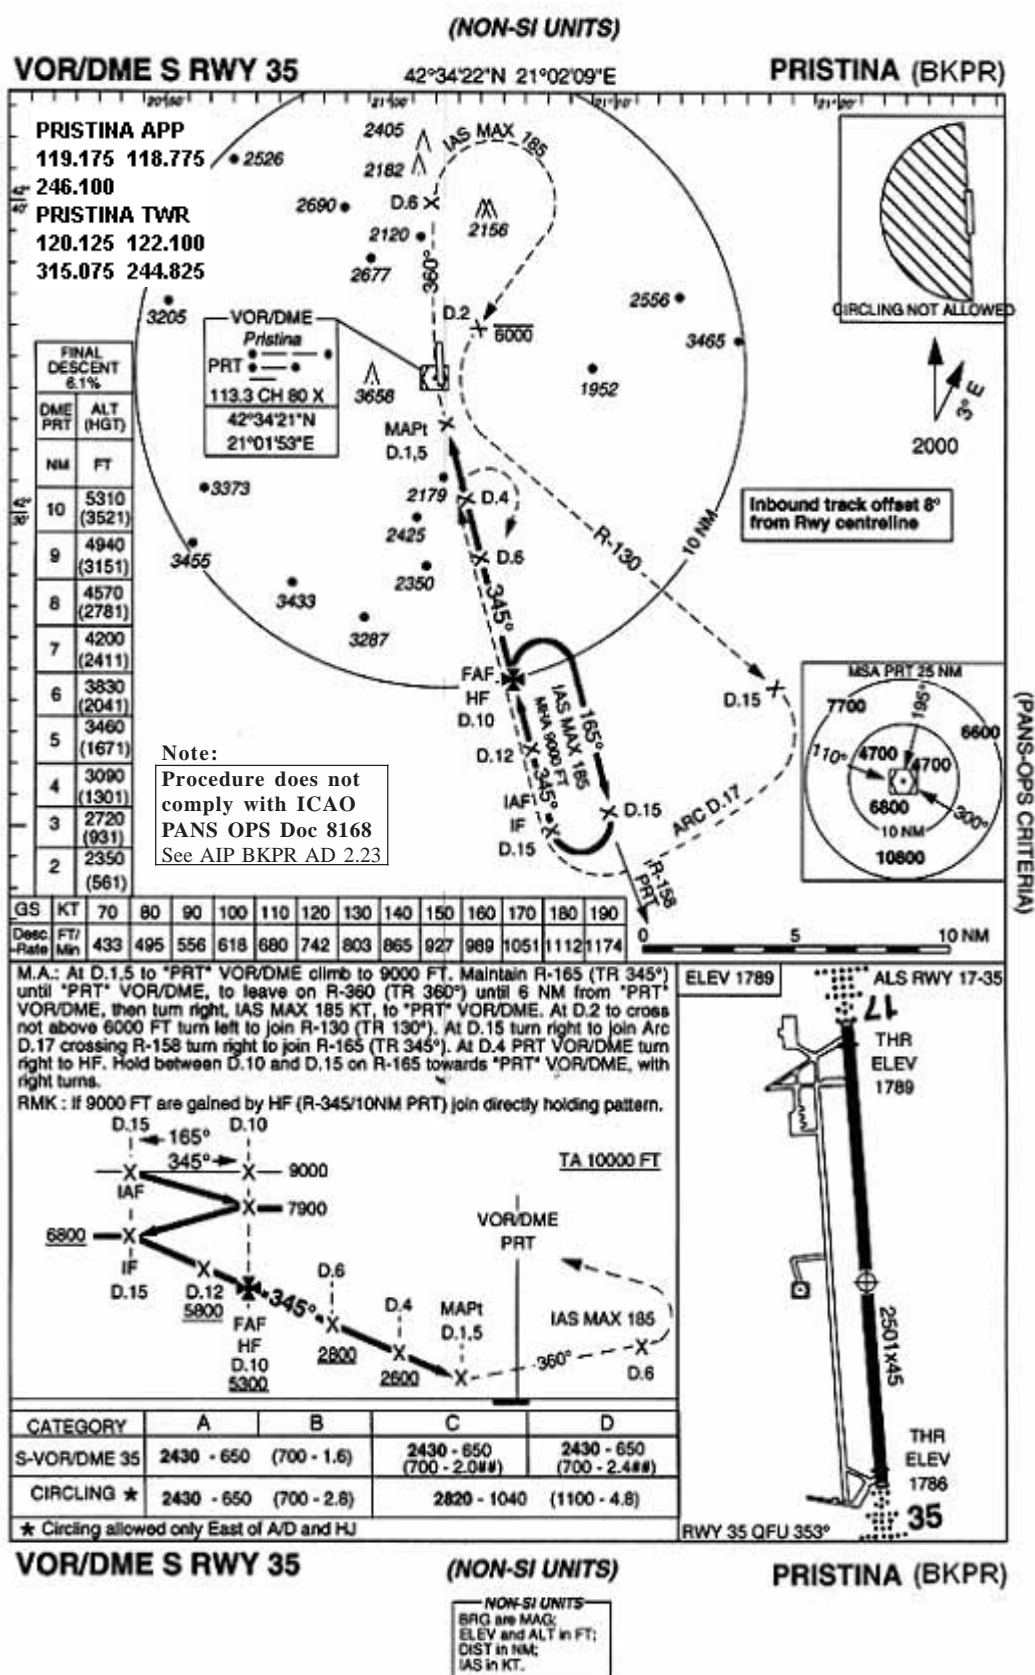 (NON-SI UNITS)
VOR/DME S RWY 35
42°34'22"N 21°02'09"E
PRISTINA (BKPR)
20°50' 21°00' 21°10' 21°20'
PRISTINA APP
119.175 118.775
246.100
PRISTINA TWR
120.125 122.100
315.075 244.825
42°
40'
2405
IAS MAX 185
2182
2526
2690
D.6
2120
2156
2677
360°
3205
2556
3465
D.2
6000
1952
CIRCLING NOT ALLOWED
3° E
2000
VOR/DME
Pristina
PRT
113.3 CH 80 X
42°34'21"N
21°01'53"E
3658
MAPt
D.1,5
FINAL
DESCENT
6.1%
DME
PRT
ALT
(HGT)
NM FT
10 5310
(3521)
9 4940
(3151)
8 4570
(2781)
7 4200
(2411)
6 3830
(2041)
5 3460
(1671)
4 3090
(1301)
3 2720
(931)
2 2350
(561)
42°
30'
3373
2179
D.4
2425
3455
D.6
2350
3433
3287
R-130
10 NM
Inbound track offset 8°
from Rwy centreline
345°
FAF
HF
D.10
IAS MAX 185
MHA 9000 FT
165°
D.12
345°
IAF
IF
D.15
D.15
D.15
ARC D.17
R-158
PRT
MSA PRT 25 NM
7700
195°
6600
110°
4700
4700
6800
300°
10 NM
10800
(PANS-OPS CRITERIA)
Note:
Procedure does not
comply with ICAO
PANS OPS Doc 8168
See AIP BKPR AD 2.23
0 5 10 NM
GS KT 70 80 90 100 110 120 130 140 150 160 170 180 190
Desc.
-Rate FT/
Min 433 495 556 618 680 742 803 865 927 989 1051 1112 1174
M.A.: At D.1,5 to "PRT" VOR/DME climb to 9000 FT. Maintain R-165 (TR 345°)
until "PRT" VOR/DME, to leave on R-360 (TR 360°) until 6 NM from "PRT"
VOR/DME, then turn right, IAS MAX 185 KT, to "PRT" VOR/DME. At D.2 to cross
not above 6000 FT turn left to join R-130 (TR 130°). At D.15 turn right to join Arc
D.17 crossing R-158 turn right to join R-165 (TR 345°). At D.4 PRT VOR/DME turn
right to HF. Hold between D.10 and D.15 on R-165 towards "PRT" VOR/DME, with
right turns.
RMK : If 9000 FT are gained by HF (R-345/10NM PRT) join directly holding pattern.
D.15 D.10
165°
345°
9000
IAF
7900
6800
IF
D.15
D.12
5800
FAF
HF
D.10
5300
345°
D.6
2800
D.4
2600
MAPt
D.1,5
TA 10000 FT
VOR/DME
PRT
IAS MAX 185
360°
D.6
ELEV 1789
ALS RWY 17-35
17
THR
ELEV
1789
2501x45
THR
ELEV
1786
35
RWY 35 QFU 353°
CATEGORY A B C D
S-VOR/DME 35 2430 - 650 (700 - 1.6) 2430 - 650
(700 - 2.0##) 2430 - 650
(700 - 2.4##)
CIRCLING ★ 2430 - 650 (700 - 2.8) 2820 - 1040 (1100 - 4.8)
★ Circling allowed only East of A/D and HJ
VOR/DME S RWY 35
(NON-SI UNITS)
PRISTINA (BKPR)
NON-SI UNITS
BRG are MAG;
ELEV and ALT in FT;
DIST in NM;
IAS in KT.